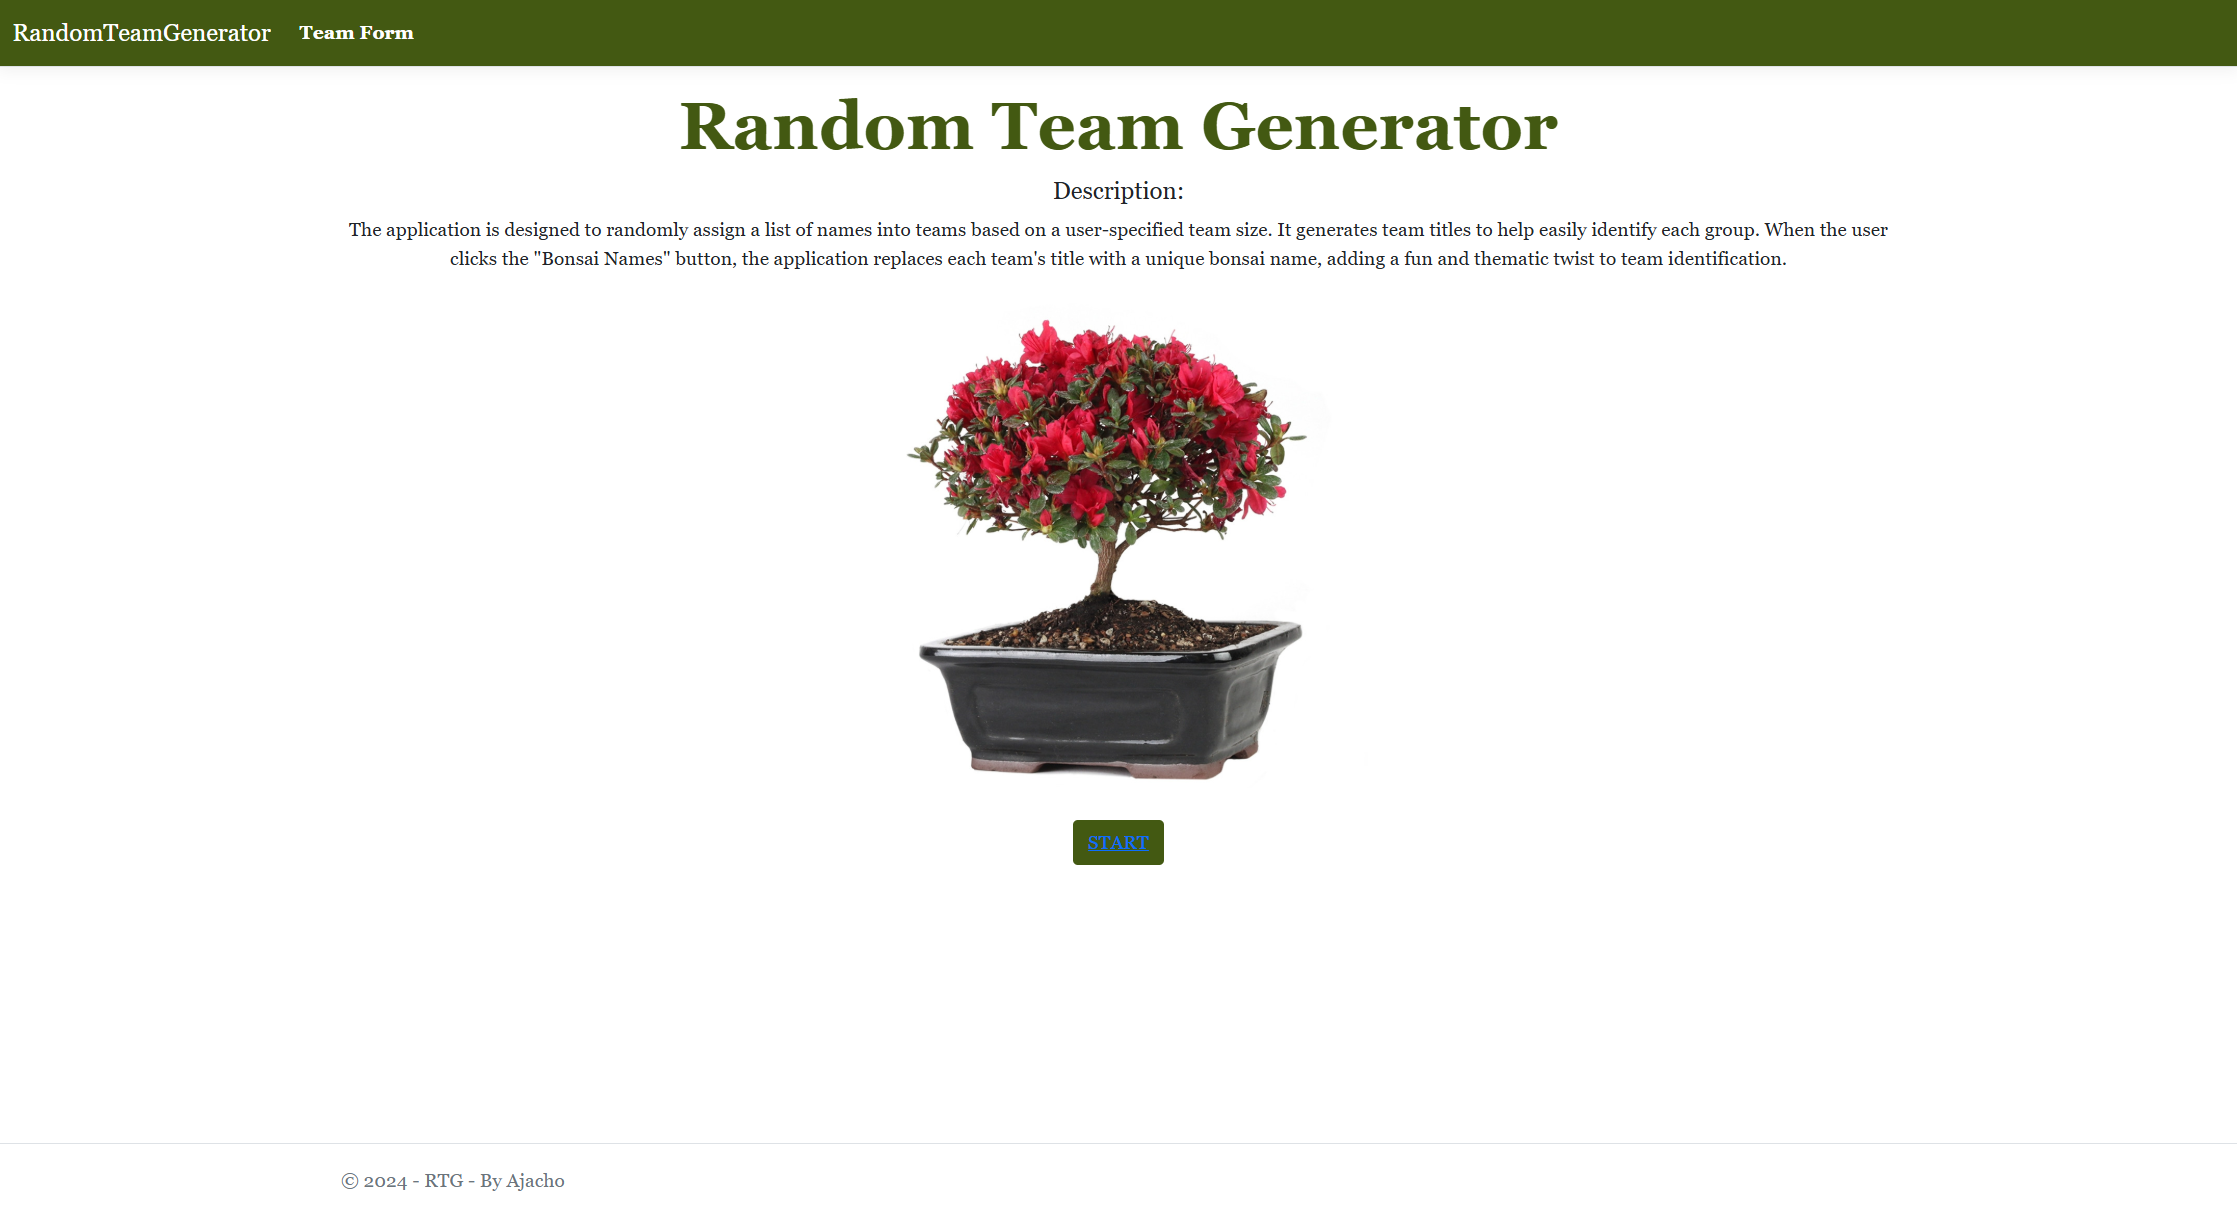 RandomTeamGenerator Team Form
Random Team Generator
Description:
The application is designed to randomly assign a list of names into teams based on a user-specified team size. It generates team titles to help easily identify each group. When the user
clicks the "Bonsai Names" button, the application replaces each team's title with a unique bonsai name, adding a fun and thematic twist to team identification.
START
© 2024 - RTG - By Ajacho